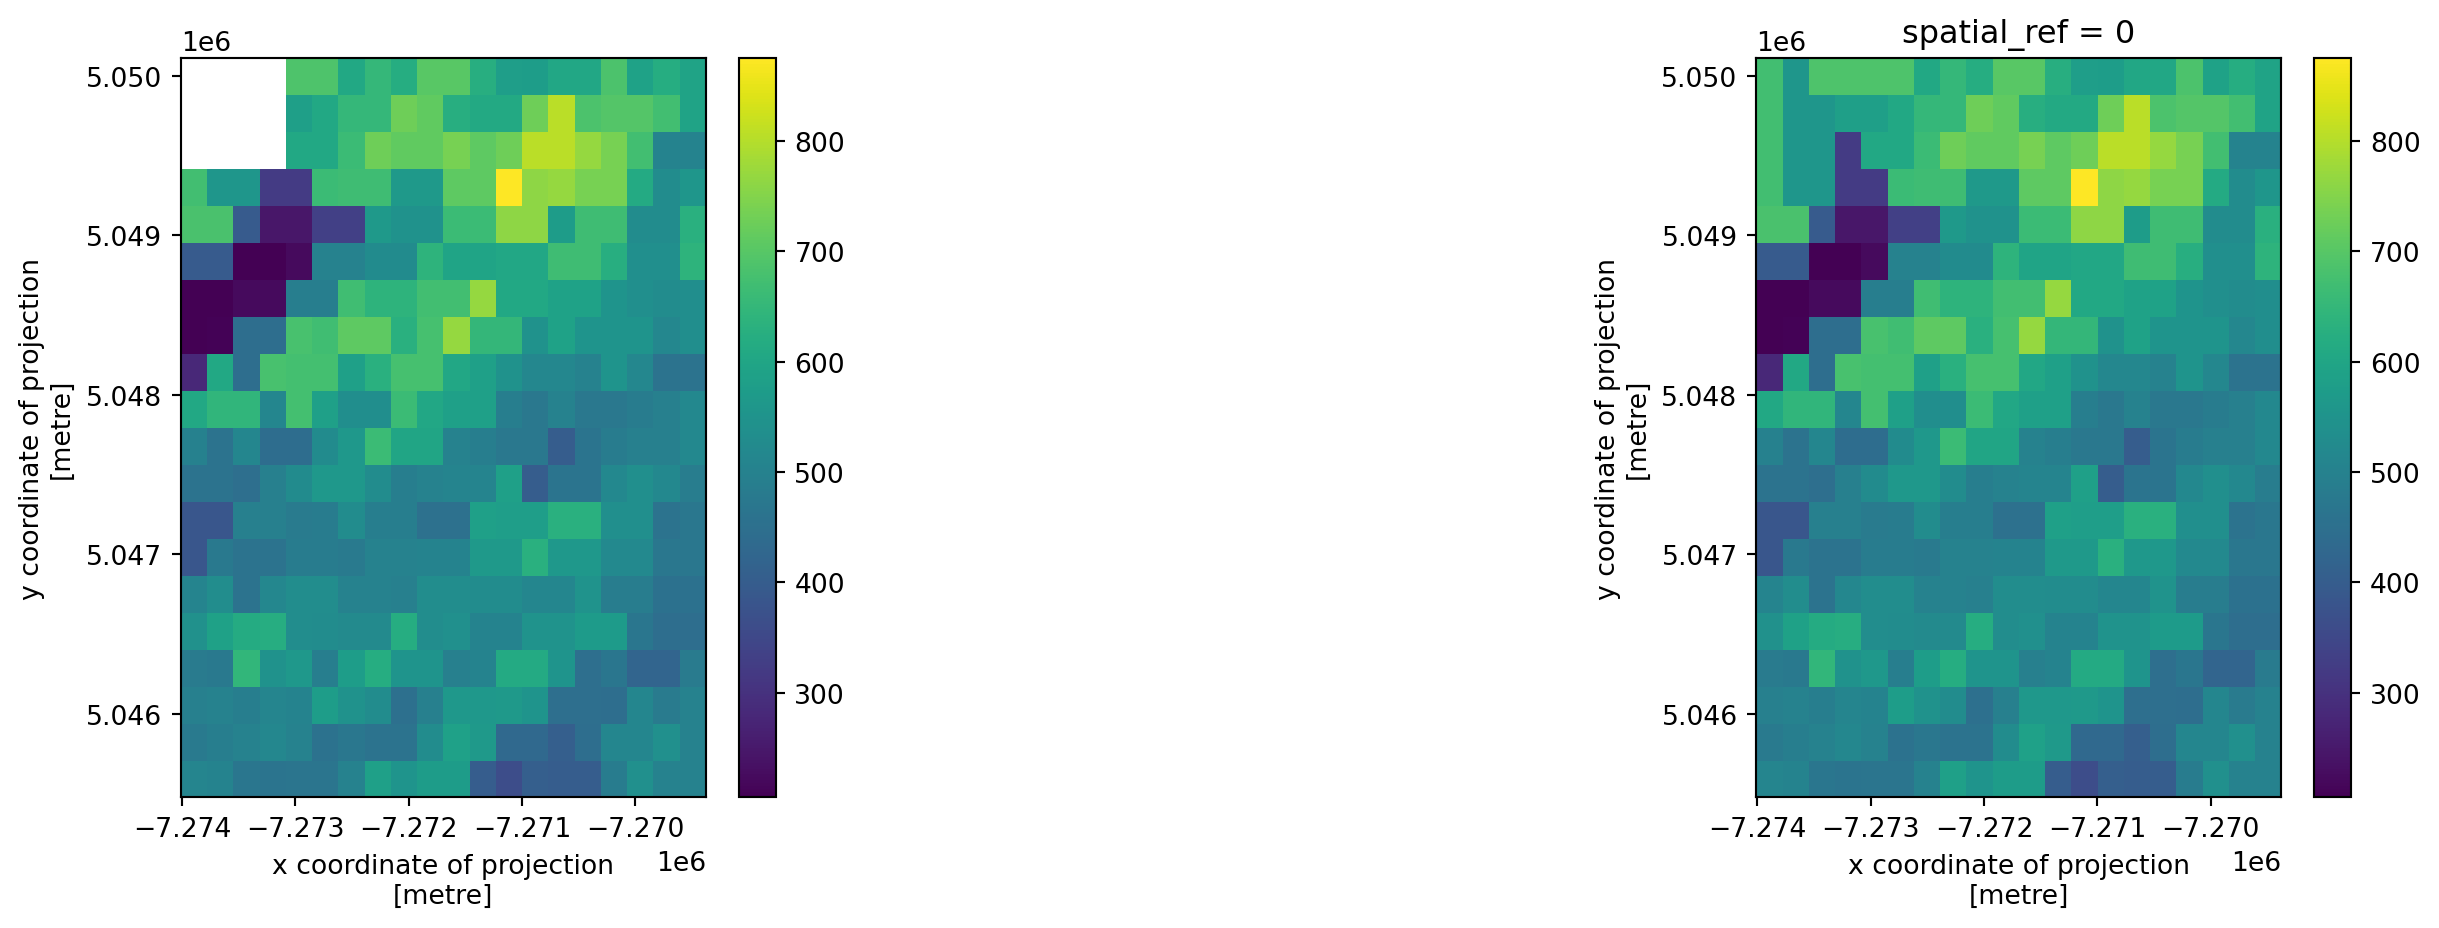 1e6
5.050
5.049
5.048
5.047
5.046
y coordinate of projection
[metre]
−7.274 −7.273 −7.272 −7.271 −7.270
1e6
x coordinate of projection
[metre]
800
700
600
500
400
300
spatial_ref = 0
1e6
5.050
5.049
5.048
5.047
5.046
y coordinate of projection
[metre]
−7.274 −7.273 −7.272 −7.271 −7.270
1e6
x coordinate of projection
[metre]
800
700
600
500
400
300